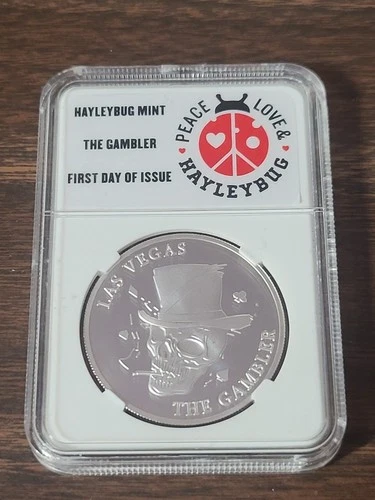 HAYLEYBUG MINT
THE GAMBLER
FIRST DAY OF ISSUE
PEACE LOVE &
HAYLEYBUG
LAS VEGAS
THE GAMBLER